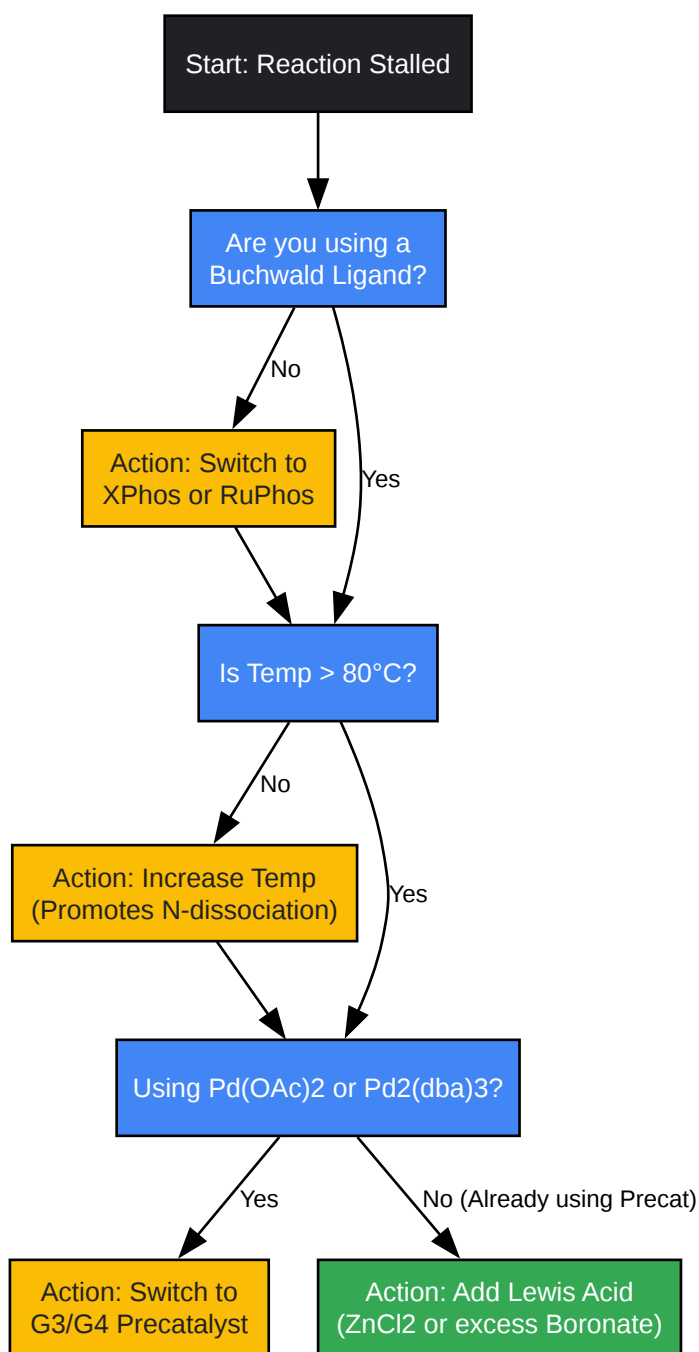 Start: Reaction Stalled
Are you using a
Buchwald Ligand?
No
Action: Switch to
XPhos or RuPhos
Yes
Is Temp > 80°C?
No
Action: Increase Temp
(Promotes N-dissociation)
Yes
Using Pd(OAc)2 or Pd2(dba)3?
Yes
No (Already using Precat)
Action: Switch to
G3/G4 Precatalyst
Action: Add Lewis Acid
(ZnCl2 or excess Boronate)